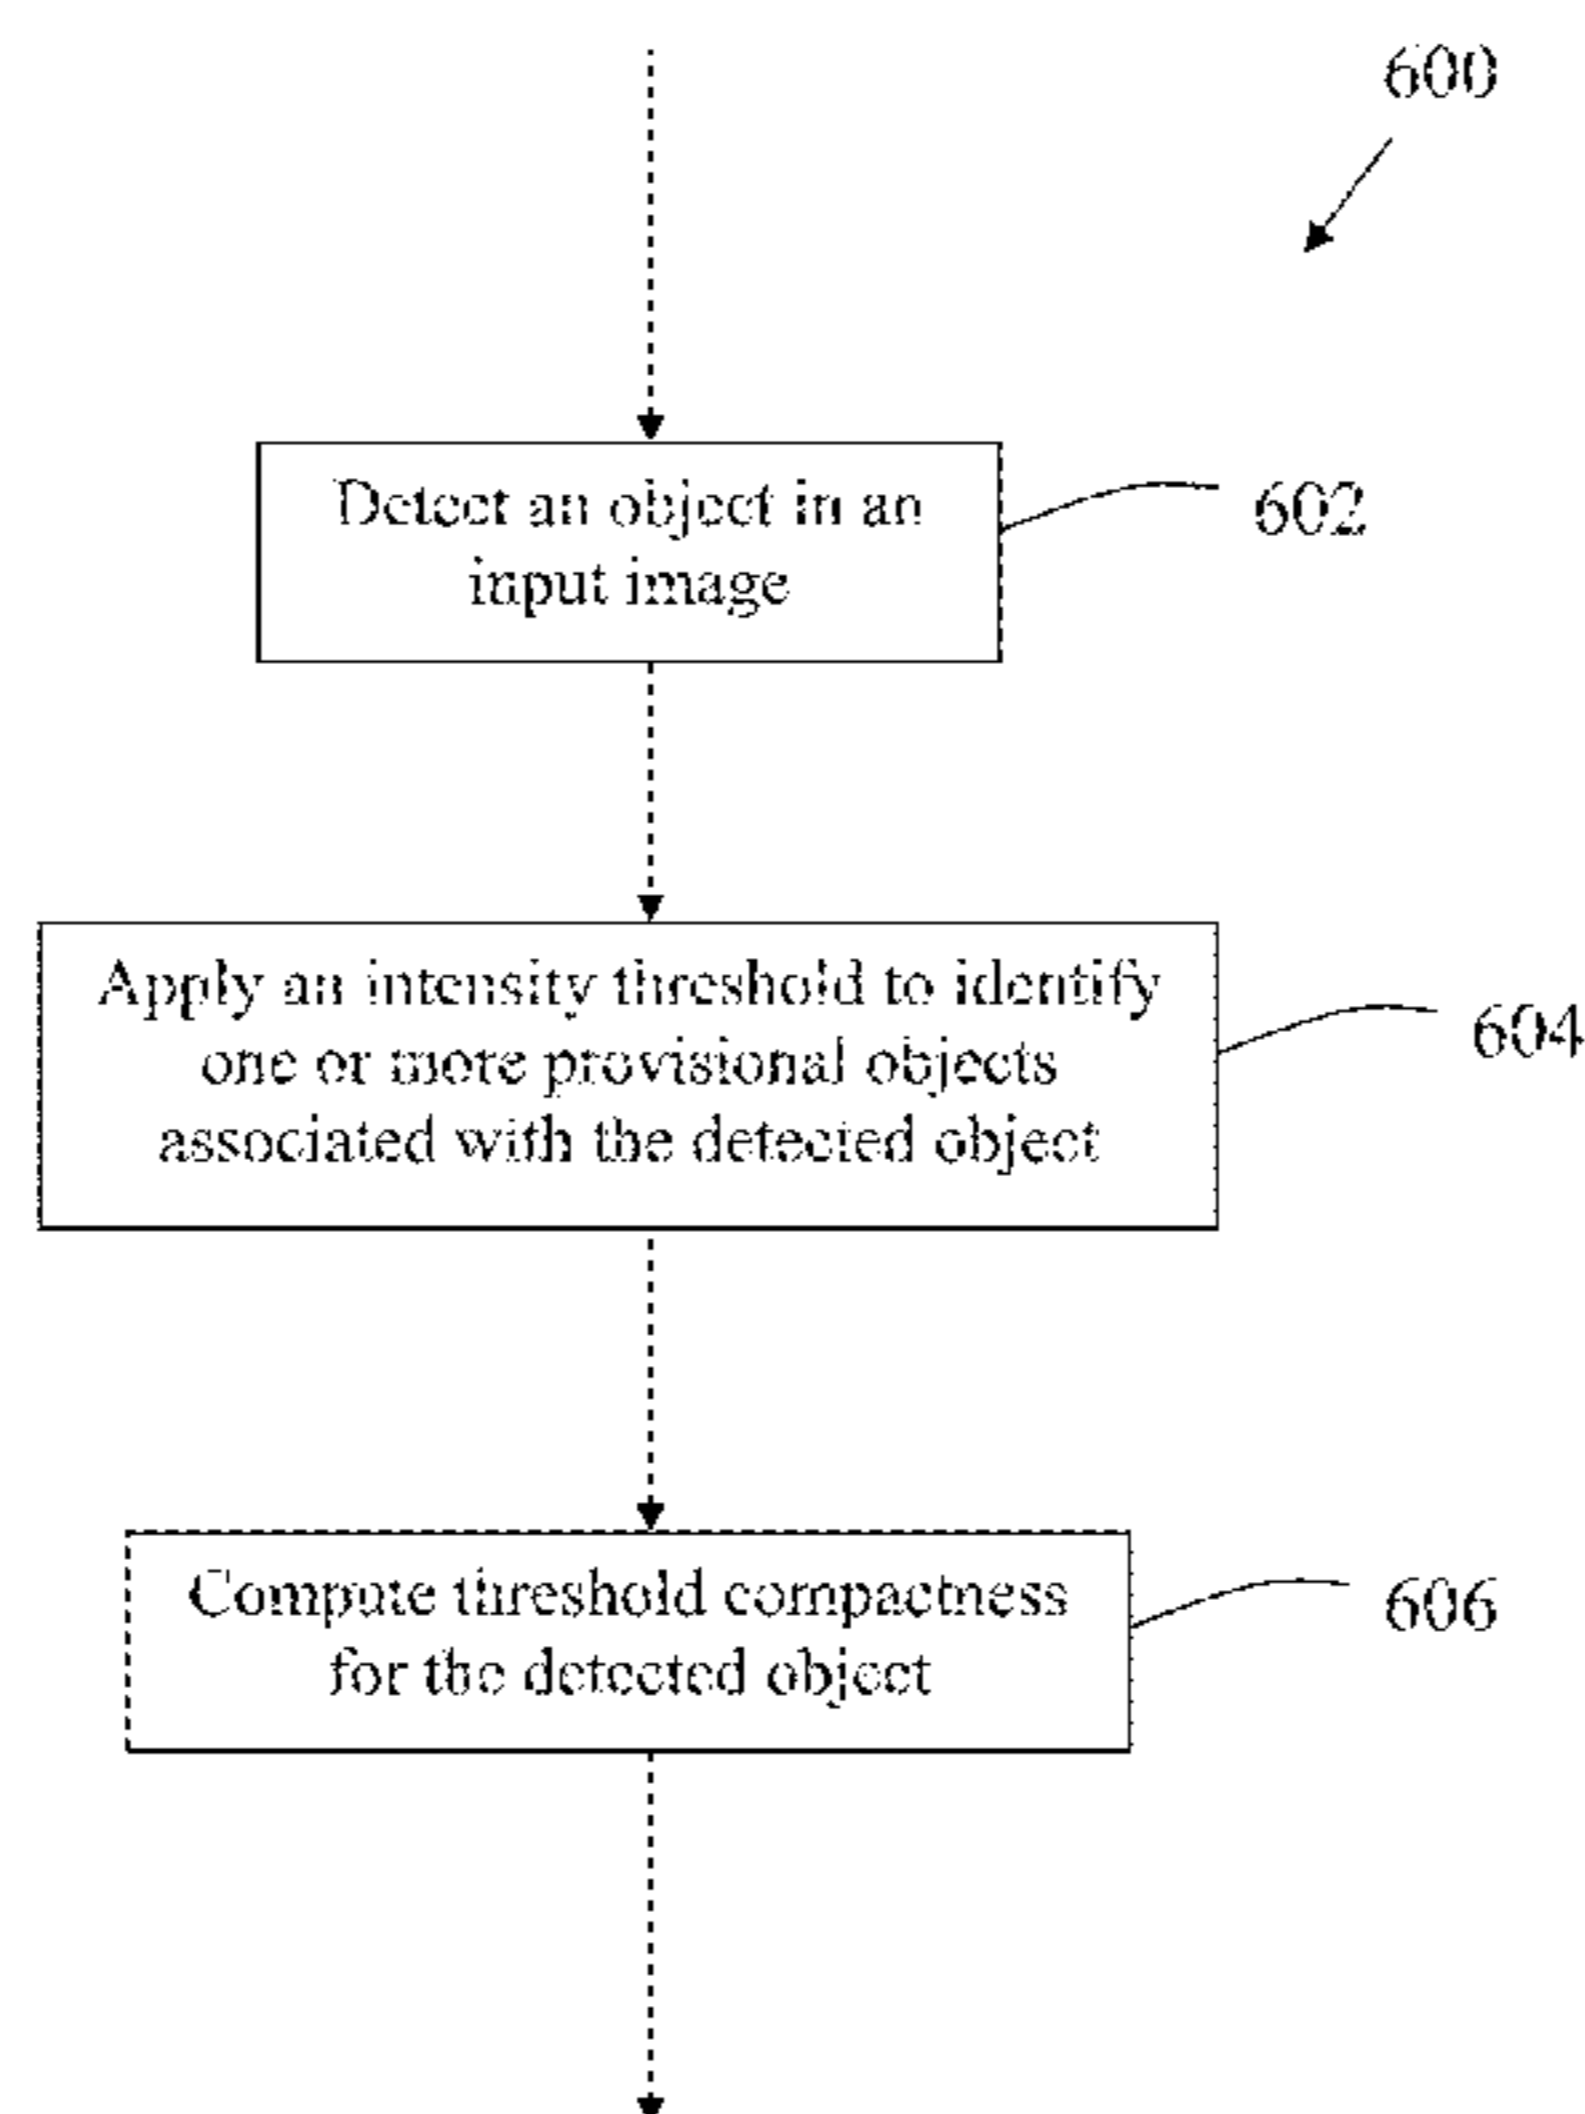 600
Detect an object in an
input image
602
Apply an intensity threshold to identify
one or more provisional objects
associated with the detected object
604
Compute threshold compactness
for the detected object
606